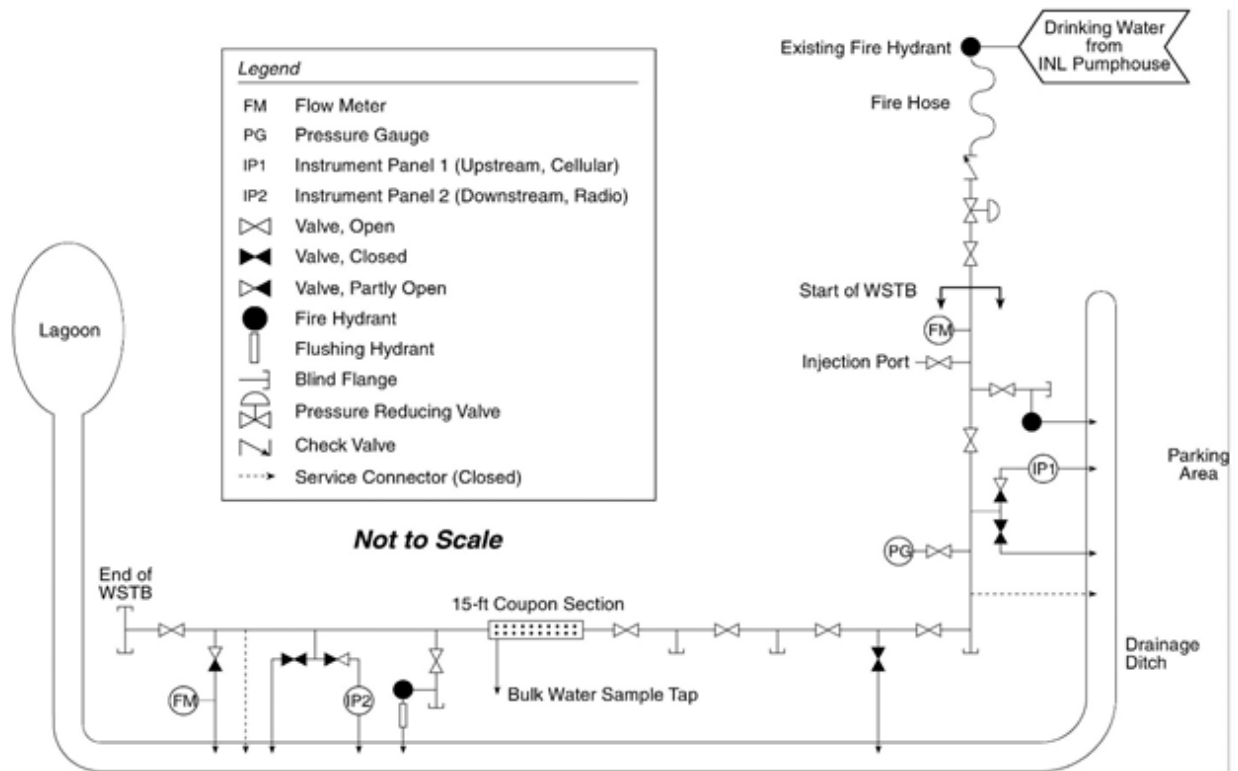 Drinking Water
from
INL Pumphouse
Existing Fire Hydrant
Fire Hose
Legend
FM Flow Meter
PG Pressure Gauge
IP1 Instrument Panel 1 (Upstream, Cellular)
IP2 Instrument Panel 2 (Downstream, Radio)
Valve, Open
Valve, Closed
Valve, Partly Open
Fire Hydrant
Flushing Hydrant
Blind Flange
Pressure Reducing Valve
Check Valve
Service Connector (Closed)
Lagoon
Start of WSTB
FM
Injection Port
IP1
Parking
Area
Not to Scale
PG
End of
WSTB
15-ft Coupon Section
Drainage
Ditch
FM
IP2
Bulk Water Sample Tap